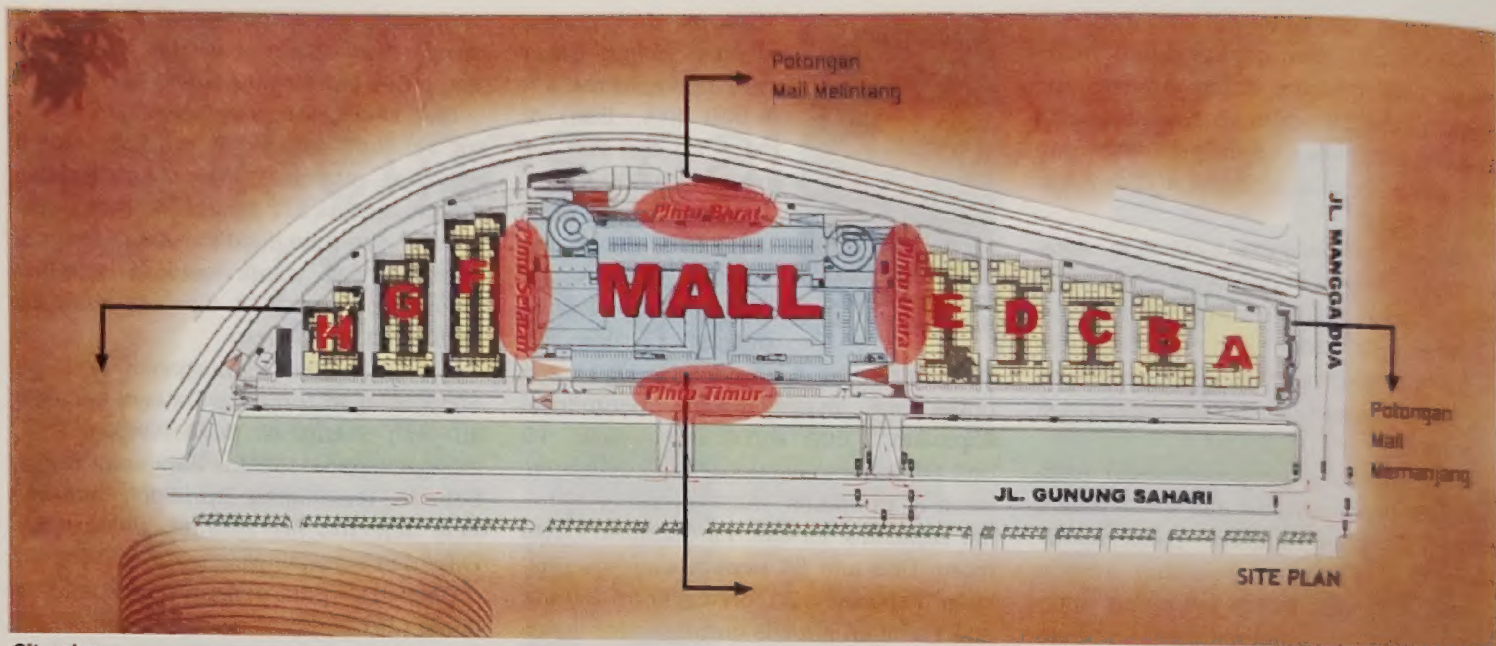 Potongan
Mall Melintang
Pintu Barat
JL. MANGGA DUA
Pintu Selatan
MALL
Pintu Utara
H
G
F
E
D
C
B
A
Pintu Timur
Potongan
Mall
Memanjang
JL. GUNUNG SAHARI
SITE PLAN